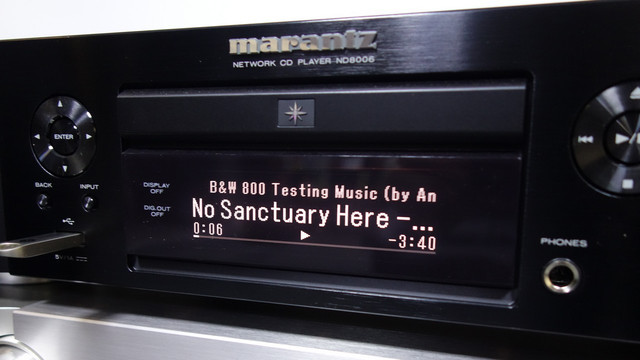 marantz
NETWORK CD PLAYER ND8006
ENTER
BACK
INPUT
DISPLAY
OFF
DIG.OUT
OFF
B&W 800 Testing Music (by An
No Sanctuary Here -...
0:06
-3:40
PHONES